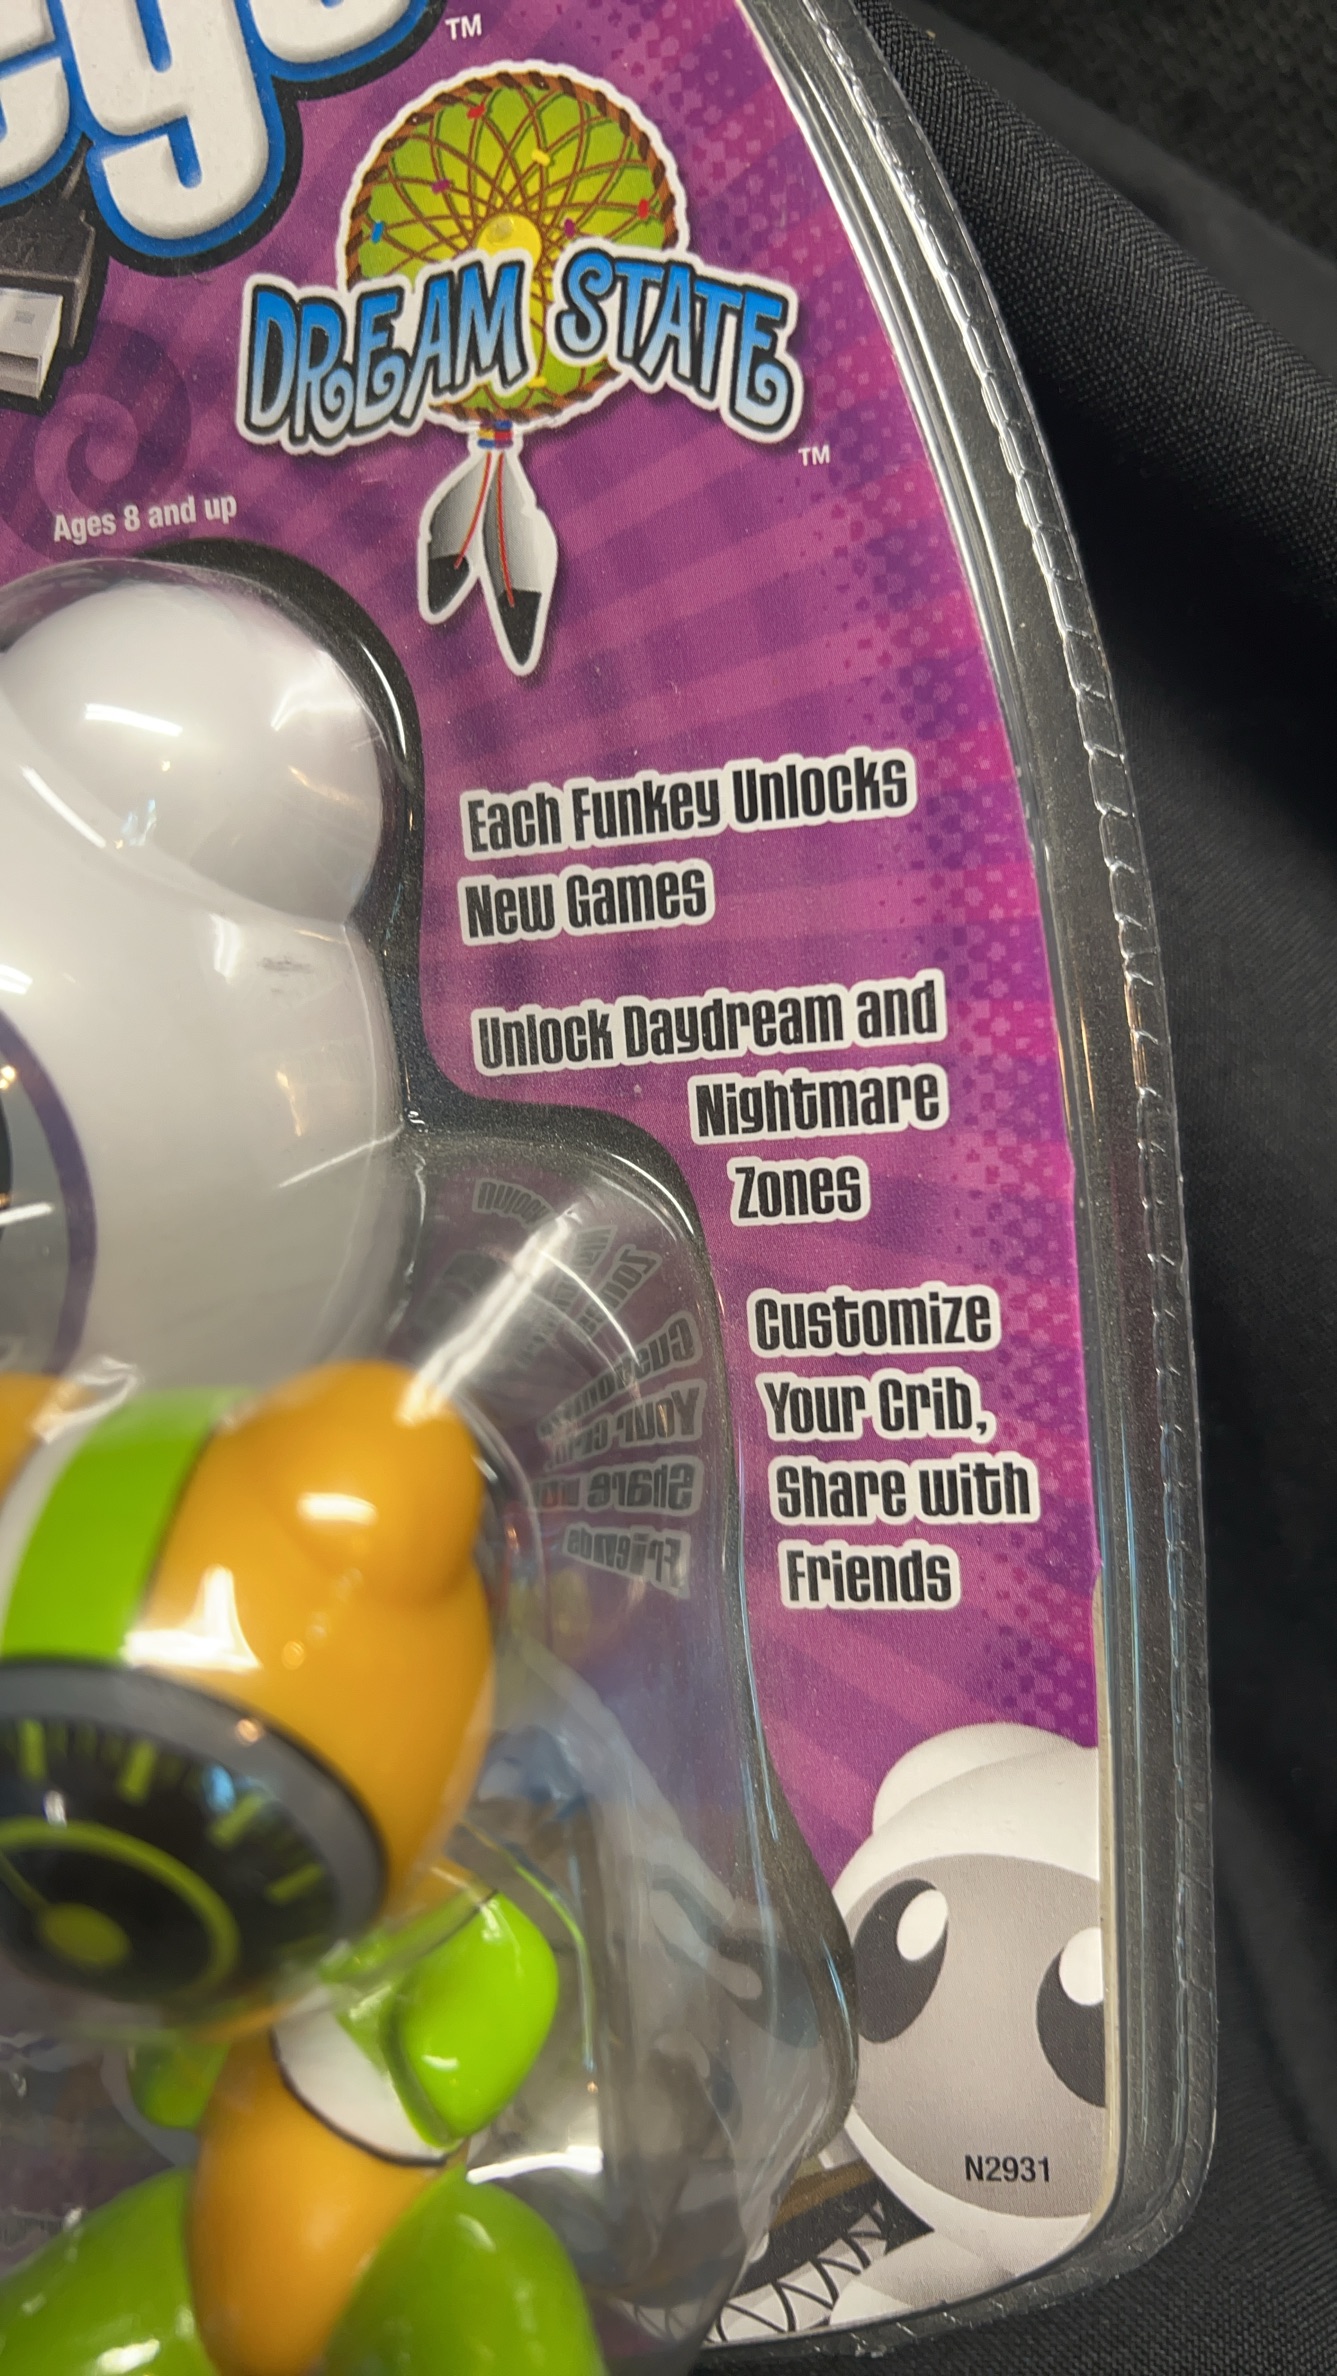 TM
DREAM STATE
TM
Ages 8 and up
Each Funkey Unlocks
New Games
Unlock Daydream and
Nightmare
Zones
Customize
Your Crib,
Share with
Friends
N2931